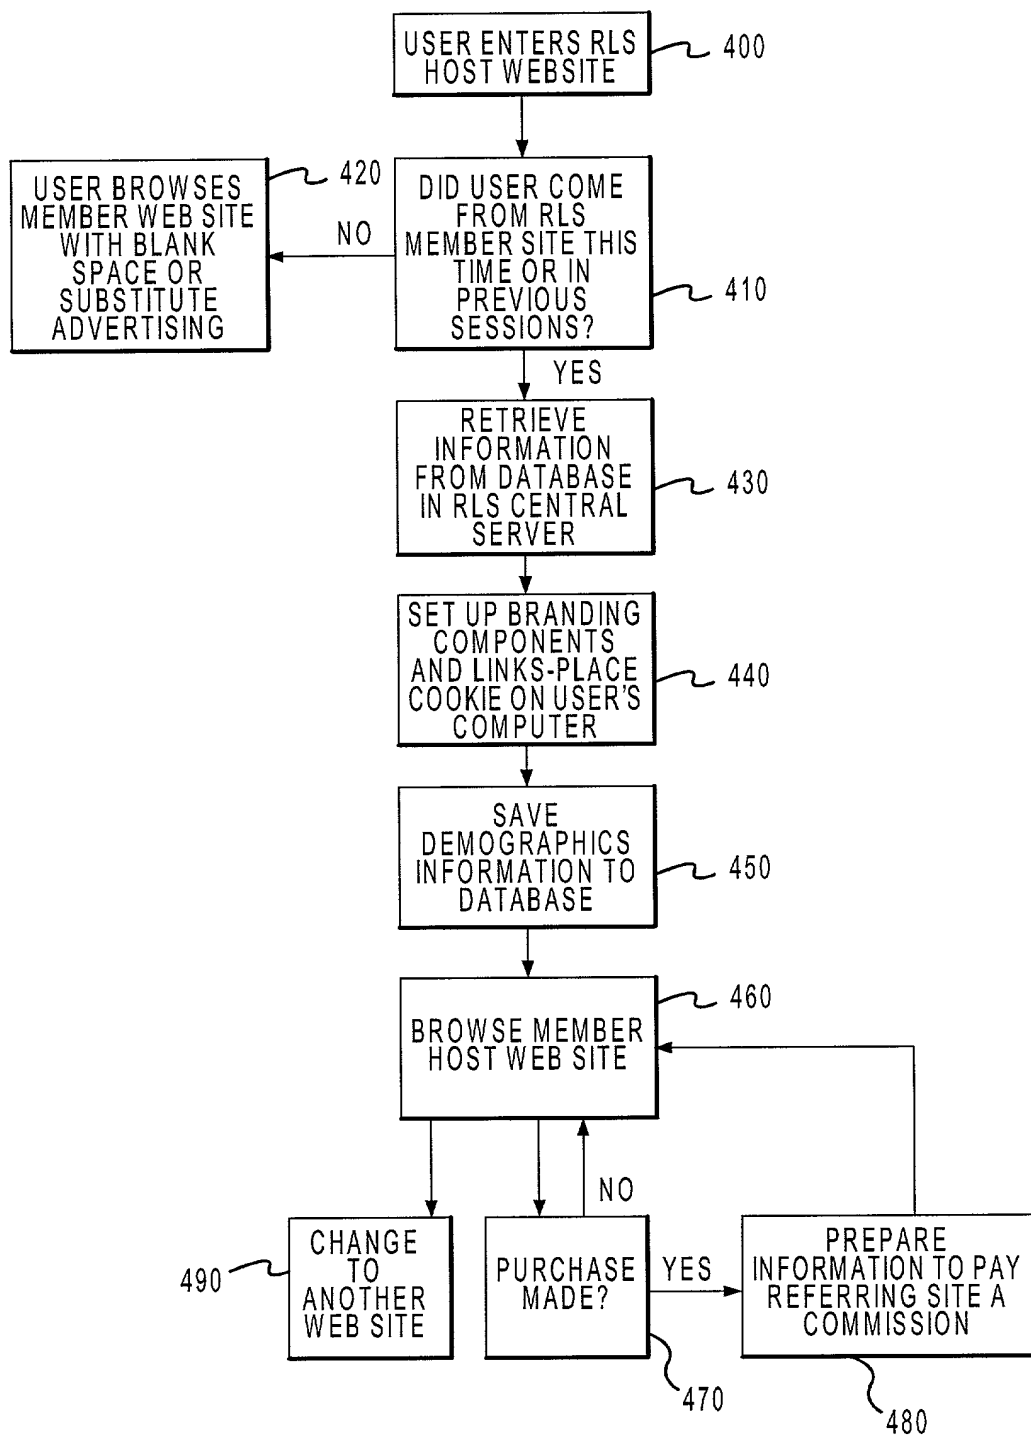 USER ENTERS RLS
HOST WEBSITE
400
USER BROWSES
MEMBER WEB SITE
WITH BLANK
SPACE OR
SUBSTITUTE
ADVERTISING
420
NO
DID USER COME
FROM RLS
MEMBER SITE THIS
TIME OR IN
PREVIOUS
SESSIONS?
410
YES
RETRIEVE
INFORMATION
FROM DATABASE
IN RLS CENTRAL
SERVER
430
SET UP BRANDING
COMPONENTS
AND LINKS-PLACE
COOKIE ON USER'S
COMPUTER
440
SAVE
DEMOGRAPHICS
INFORMATION TO
DATABASE
450
BROWSE MEMBER
HOST WEB SITE
460
NO
490
CHANGE
TO
ANOTHER
WEB SITE
PURCHASE
MADE?
470
YES
PREPARE
INFORMATION TO PAY
REFERRING SITE A
COMMISSION
480